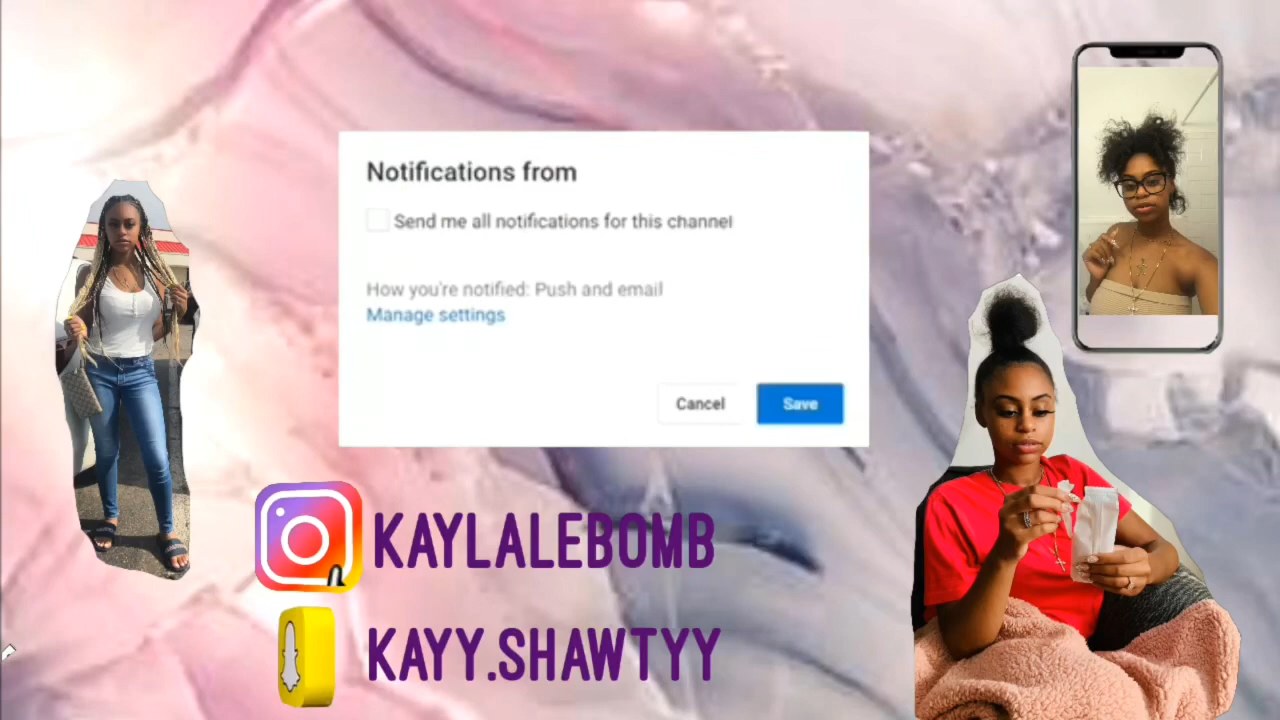 Notifications from
Send me all notifications for this channel
How you're notified: Push and email
Manage settings
Cancel
Save
KAYLALEBOMB
KAYY.SHAWTYY